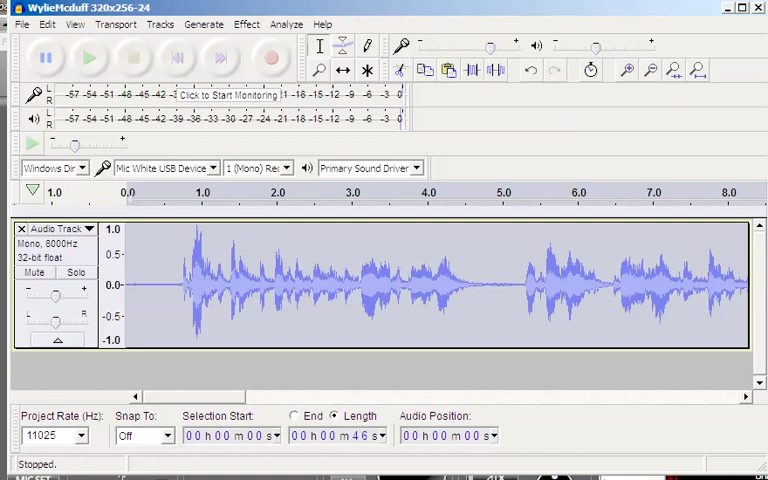 WylieMcduff 320x256-24
File Edit View Transport Tracks Generate Effect Analyze Help
L
R
-57 -54 -51 -48 -45 -42 Click to Start Monitoring -18 -15 -12 -9 -6 -3 0
L
R
-57 -54 -51 -48 -45 -42 -39 -36 -33 -30 -27 -24 -21 -18 -15 -12 -9 -6 -3 0
Windows Dir Mic White USB Device 1 (Mono) Rec Primary Sound Driver
1.0 0.0 1.0 2.0 3.0 4.0 5.0 6.0 7.0 8.0
Audio Track 1.0
Mono, 8000Hz 0.5
32-bit float
Mute Solo 0.0
- +
L R -0.5
-1.0
Project Rate (Hz): Snap To: Selection Start: End Length Audio Position:
11025 Off 00 h 00 m 00 s 00 h 00 m 46 s 00 h 00 m 00 s
Stopped.